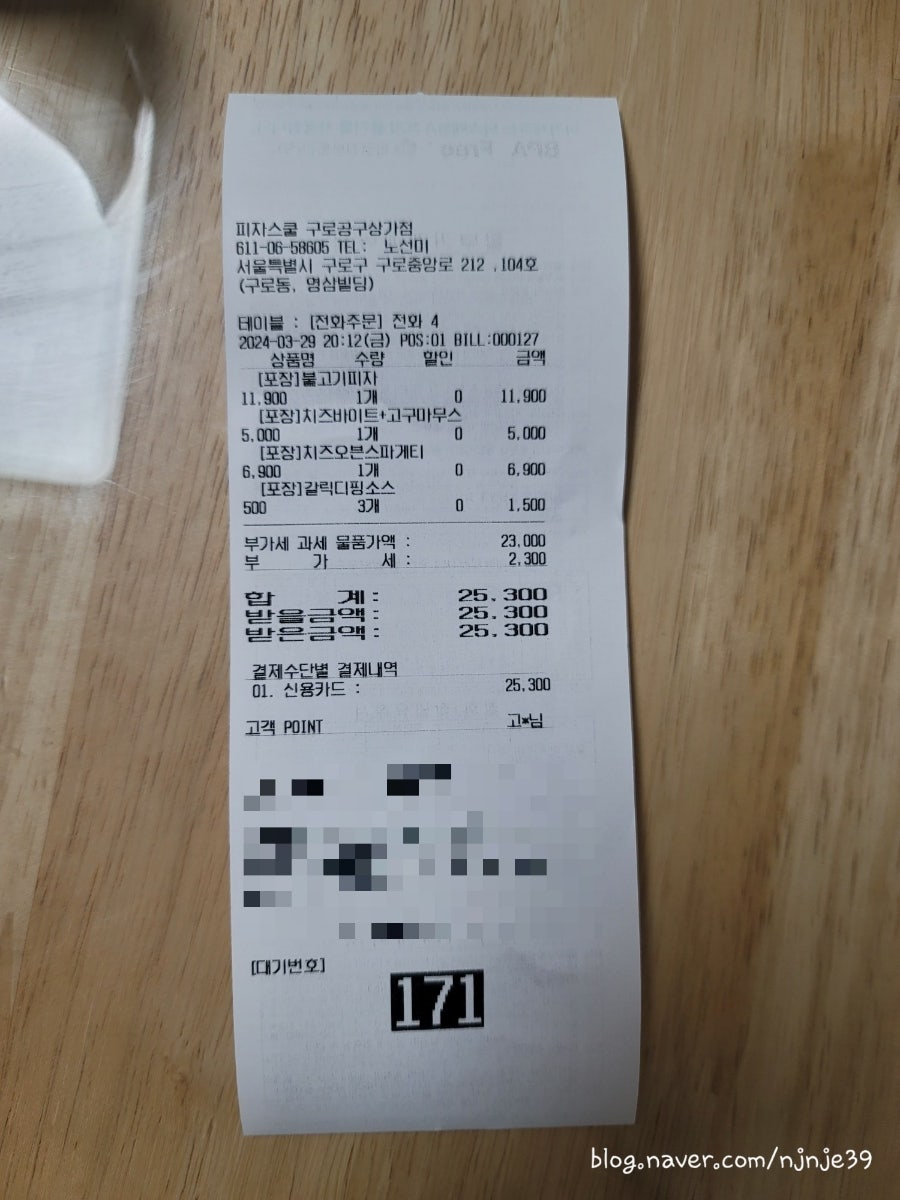 피자스쿨 구로공구상가점
611-06-58605 TEL: 노선미
서울특별시 구로구 구로중앙로 212 ,104호
(구로동, 영삼빌딩)
테이블 : [전화주문] 전화 4
2024-03-29 20:12(금) POS:01 BILL:000127
상품명 수량 할인 금액
[포장]불고기피자
11,900 1개 0 11,900
[포장]치즈바이트+고구마무스
5,000 1개 0 5,000
[포장]치즈오븐스파게티
6,900 1개 0 6,900
[포장]갈릭디핑소스
500 3개 0 1,500
부가세 과세 물품가액 : 23,000
부 가 세 : 2,300
합 계 : 25,300
받을금액 : 25,300
받은금액 : 25,300
결제수단별 결제내역
01. 신용카드 : 25,300
고객 POINT 고*님
[대기번호]
171
blog.naver.com/njnje39